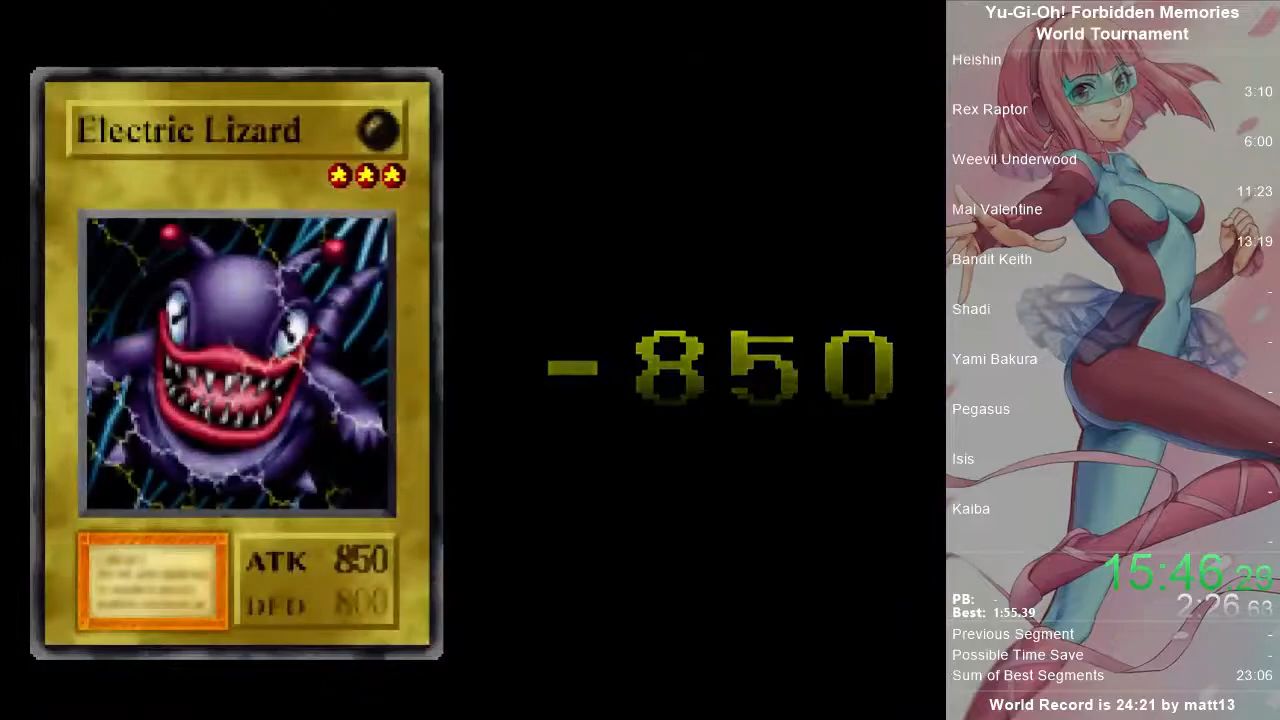 Electric Lizard
ATK 850
DFD 800
-850
Yu-Gi-Oh! Forbidden Memories
World Tournament
Heishin
3:10
Rex Raptor
6:00
Weevil Underwood
11:23
Mai Valentine
13:19
Bandit Keith
-
Shadi
-
Yami Bakura
-
Pegasus
-
Isis
-
Kaiba
-
15:46.29
PB: -
2:26.63
Best: 1:55.39
Previous Segment -
Possible Time Save -
Sum of Best Segments 23:06
World Record is 24:21 by matt13